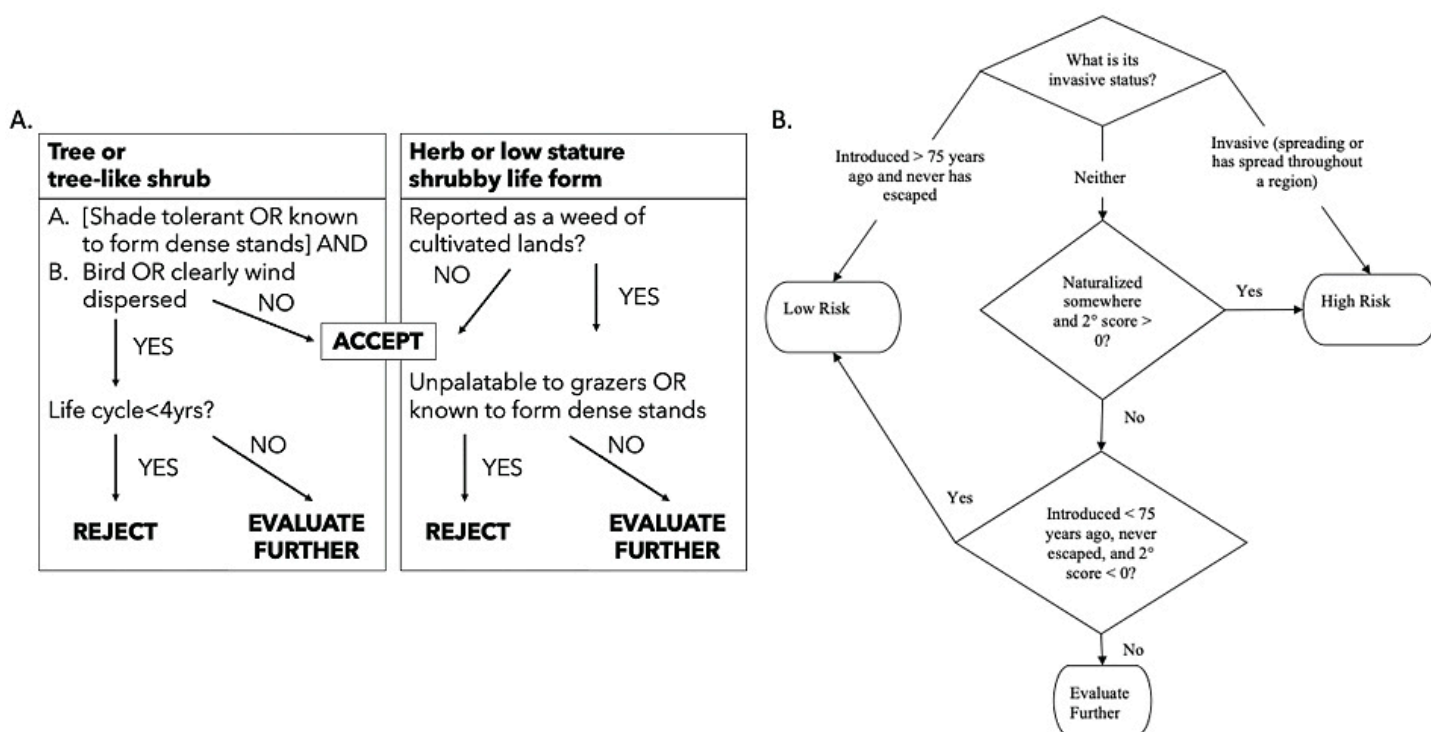 A.
Tree or
tree-like shrub
A. [Shade tolerant OR known
to form dense stands] AND
B. Bird OR clearly wind
dispersed
NO
YES
Life cycle<4yrs?
YES
NO
REJECT
EVALUATE
FURTHER
ACCEPT
Herb or low stature
shrubby life form
Reported as a weed of
cultivated lands?
NO
YES
Unpalatable to grazers OR
known to form dense stands
YES
NO
REJECT
EVALUATE
FURTHER
B.
What is its
invasive status?
Introduced > 75 years
ago and never has
escaped
Neither
Invasive (spreading or
has spread throughout
a region)
Low Risk
Naturalized
somewhere
and 2° score >
0?
Yes
High Risk
No
Yes
Introduced < 75
years ago, never
escaped, and 2°
score < 0?
No
Evaluate
Further